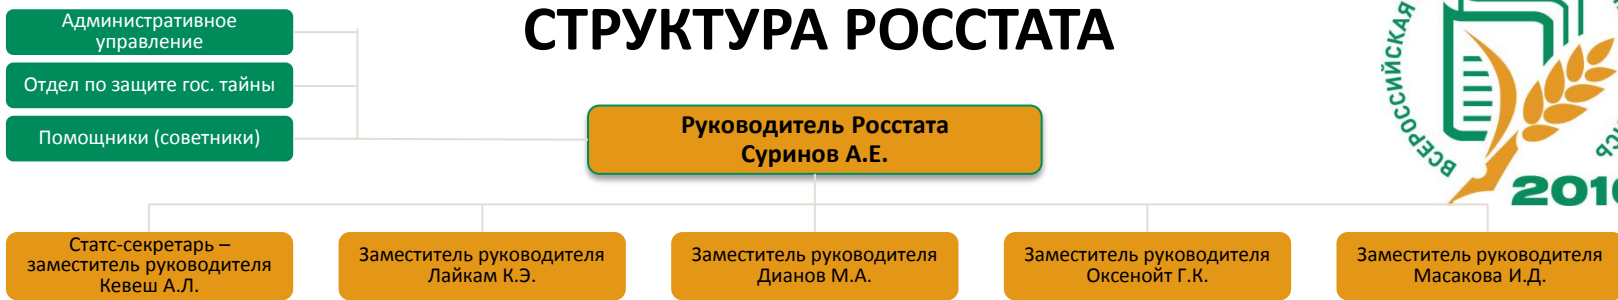 СТРУКТУРА РОССТАТА
Административное
управление
Отдел по защите гос. тайны
Помощники (советники)
Руководитель Росстата
Суринов А.Е.
Статс-секретарь –
заместитель руководителя
Кевеш А.Л.
Заместитель руководителя
Лайкам К.Э.
Заместитель руководителя
Дианов М.А.
Заместитель руководителя
Оксенойт Г.К.
Заместитель руководителя
Масакова И.Д.
ВСЕРОССИЙСКАЯ
2016